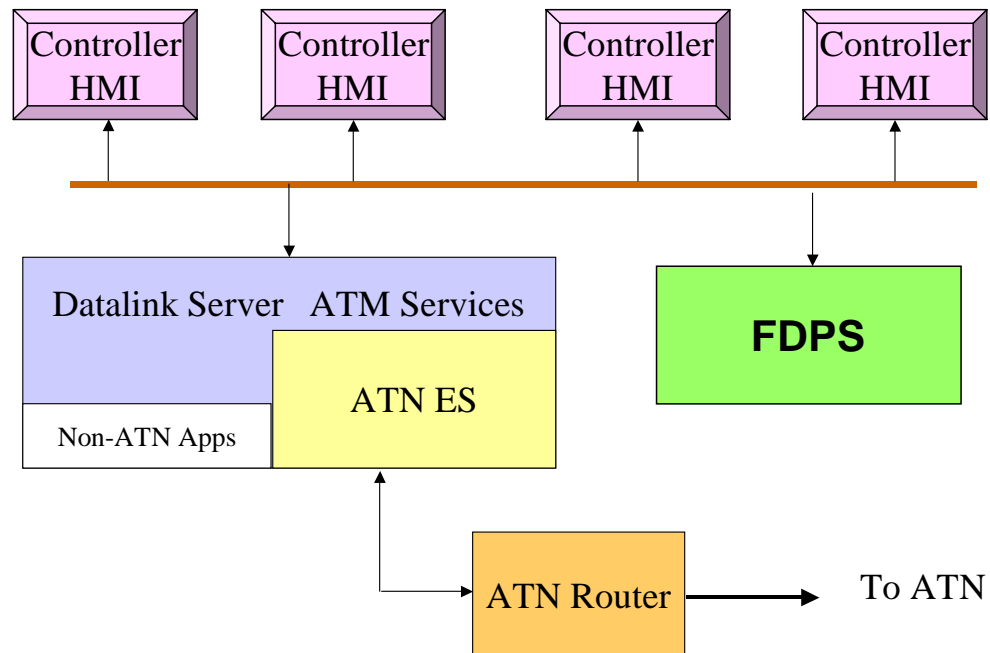 Controller
HMI
Controller
HMI
Controller
HMI
Controller
HMI
Datalink Server ATM Services
FDPS
ATN ES
Non-ATN Apps
ATN Router
To ATN